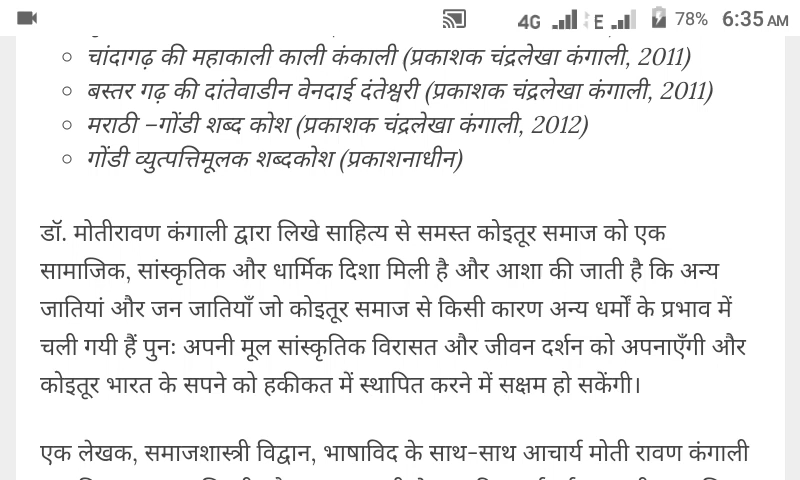 4G E 78% 6:35 AM
चांदागढ़ की महाकाली काली कंकाली (प्रकाशक चंद्रलेखा कंगाली, 2011)
बस्तर गढ़ की दांतेवाडीन वेनदाई दंतेश्वरी (प्रकाशक चंद्रलेखा कंगाली, 2011)
मराठी –गोंडी शब्द कोश (प्रकाशक चंद्रलेखा कंगाली, 2012)
गोंडी व्युत्पत्तिमूलक शब्दकोश (प्रकाशनाधीन)
डॉ. मोतीरावण कंगाली द्वारा लिखे साहित्य से समस्त कोइतूर समाज को एक
सामाजिक, सांस्कृतिक और धार्मिक दिशा मिली है और आशा की जाती है कि अन्य
जातियां और जन जातियाँ जो कोइतूर समाज से किसी कारण अन्य धर्मों के प्रभाव में
चली गयी हैं पुनः अपनी मूल सांस्कृतिक विरासत और जीवन दर्शन को अपनाएँगी और
कोइतूर भारत के सपने को हकीकत में स्थापित करने में सक्षम हो सकेंगी।
एक लेखक, समाजशास्त्री विद्वान, भाषाविद के साथ-साथ आचार्य मोती रावण कंगाली